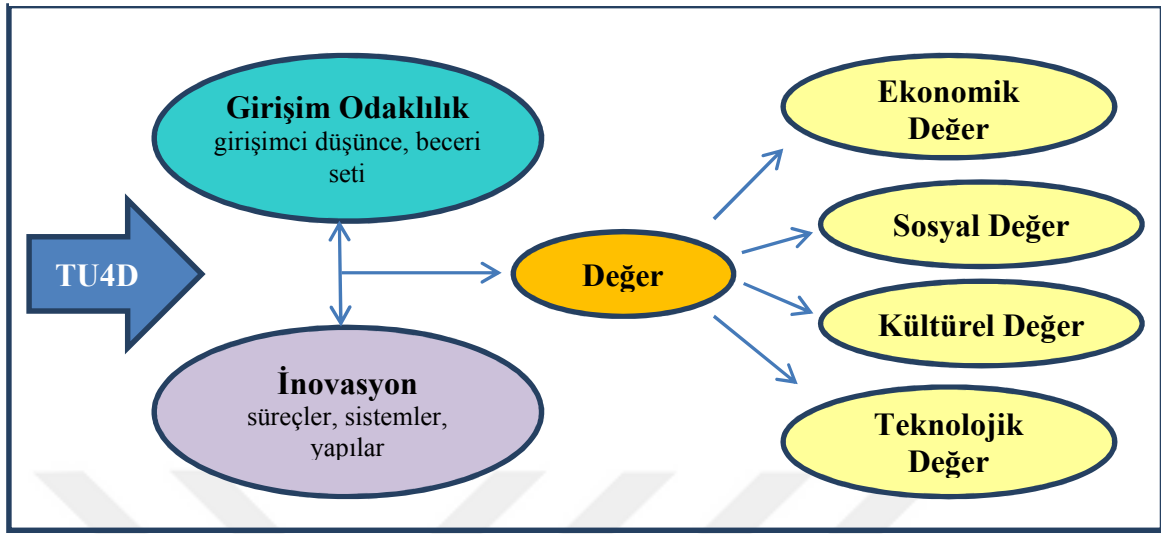 TU4D
Girişim Odaklılık
girişimci düşünce, beceri
seti
İnovasyon
süreçler, sistemler,
yapılar
Değer
Ekonomik
Değer
Sosyal Değer
Kültürel Değer
Teknolojik
Değer